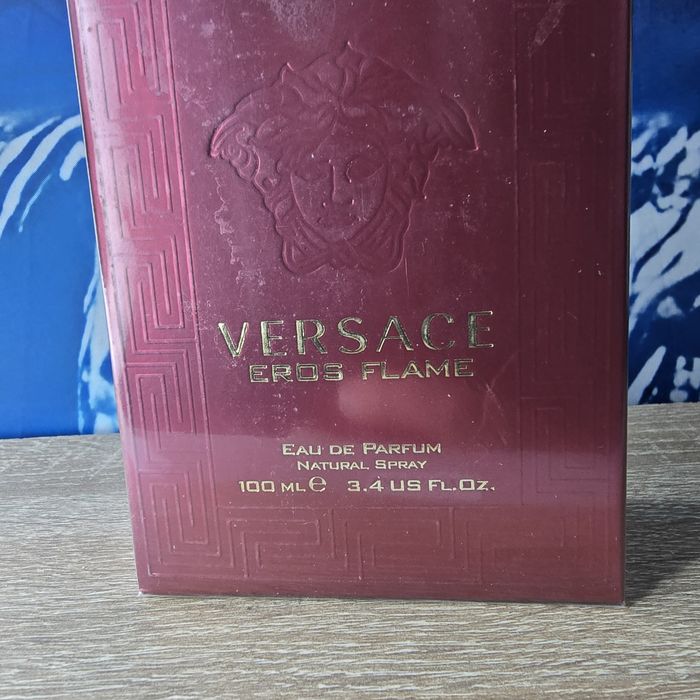 VERSACE
EROS FLAME
EAU DE PARFUM
NATURAL SPRAY
100 ML℮ 3.4 US FL.OZ.